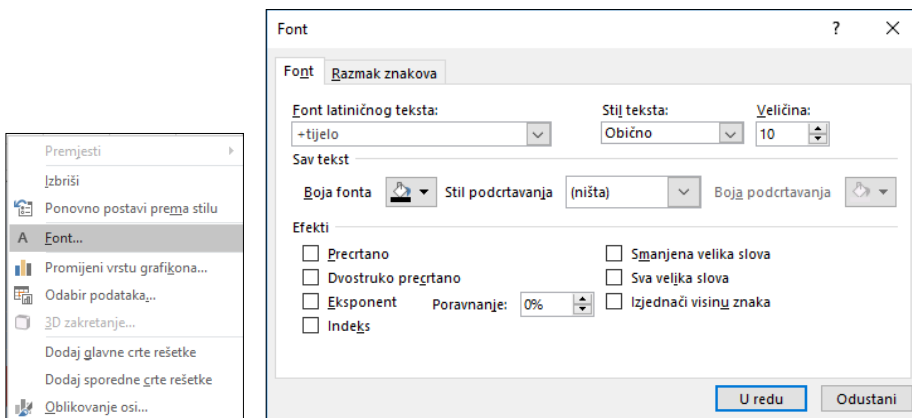 Premjesti
Izbriši
Ponovno postavi prema stilu
A Font...
Promijeni vrstu grafikona...
Odabir podataka...
3D zakretanje...
Dodaj glavne crte rešetke
Dodaj sporedne crte rešetke
Oblikovanje osi...
Font ?
Font Razmak znakova
Font latiničnog teksta: Stil teksta: Veličina:
+tijelo Obično 10
Sav tekst
Boja fonta Stil podcrtavanja (ništa) Boja podcrtavanja
Efekti
Precrtano Smanjena velika slova
Dvostruko precrtano Sva velika slova
Eksponent Poravnanje: 0% Izjednači visinu znaka
Indeks
U redu Odustani